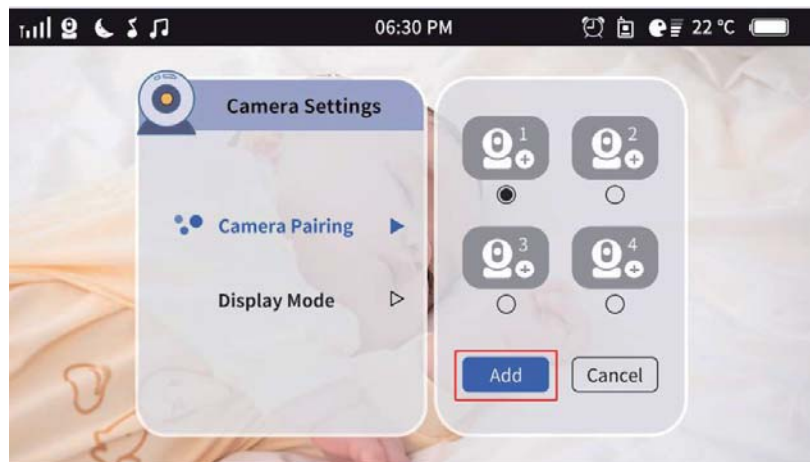 06:30 PM
22 °C
Camera Settings
1
2
Camera Pairing
3
4
Display Mode
Add
Cancel